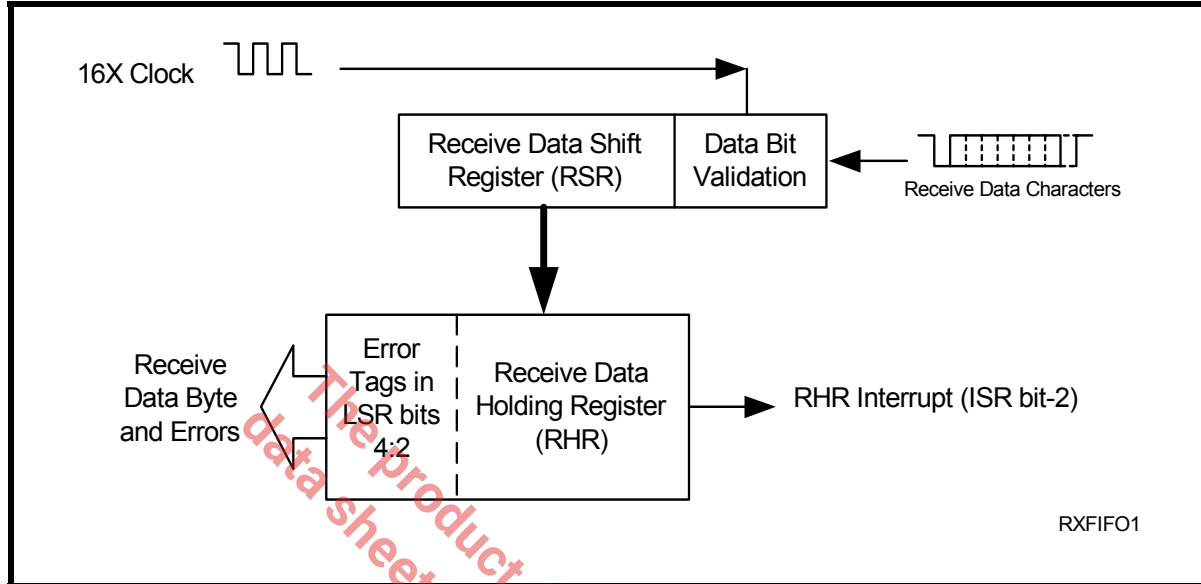 16X Clock
Receive Data Shift
Register (RSR)
Data Bit
Validation
Receive Data Characters
Receive
Data Byte
and Errors
Error
Tags in
LSR bits
4:2
Receive Data
Holding Register
(RHR)
RHR Interrupt (ISR bit-2)
The product
data sheet
RXFIFO1